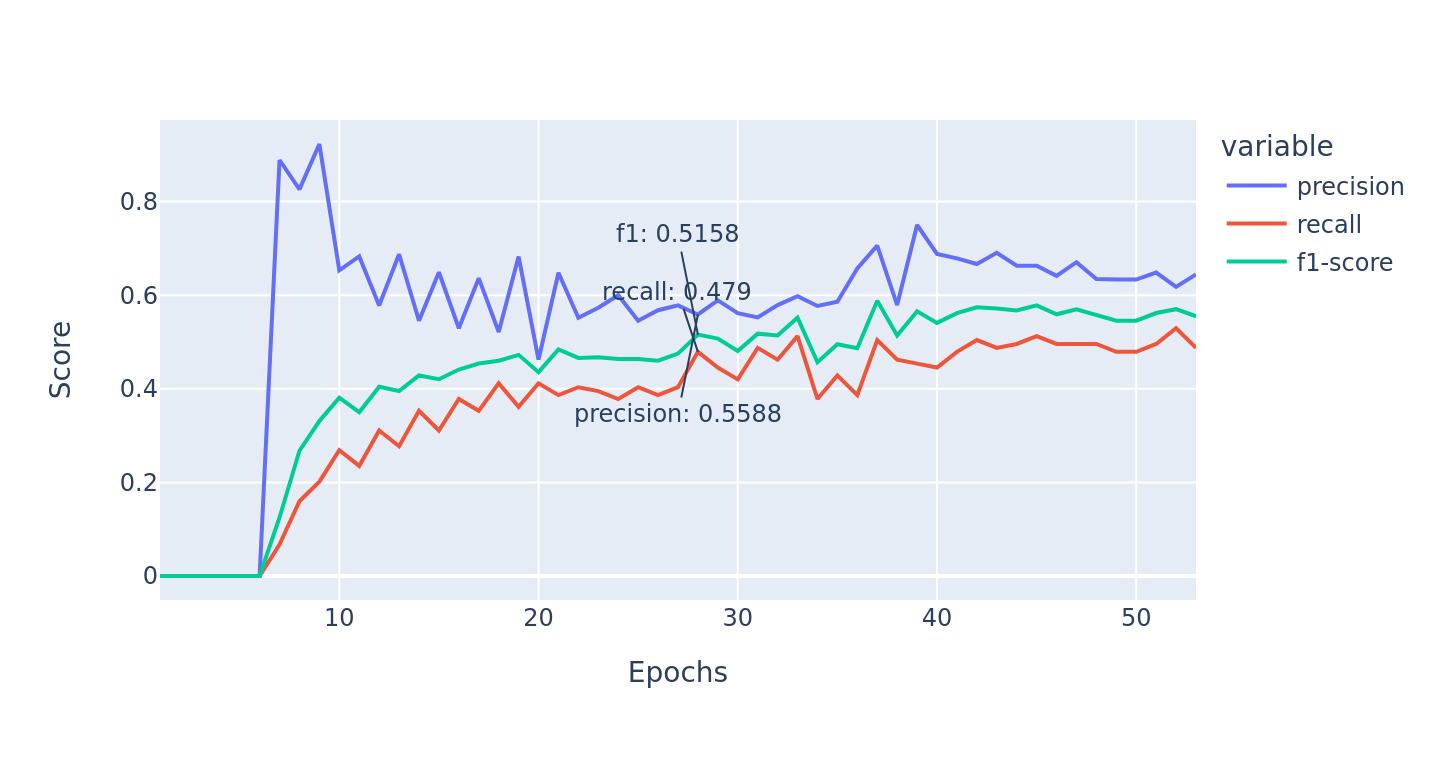 variable
precision
recall
f1-score
0.8
0.6
0.4
0.2
0
Score
f1: 0.5158
recall: 0.479
precision: 0.5588
10
20
30
40
50
Epochs